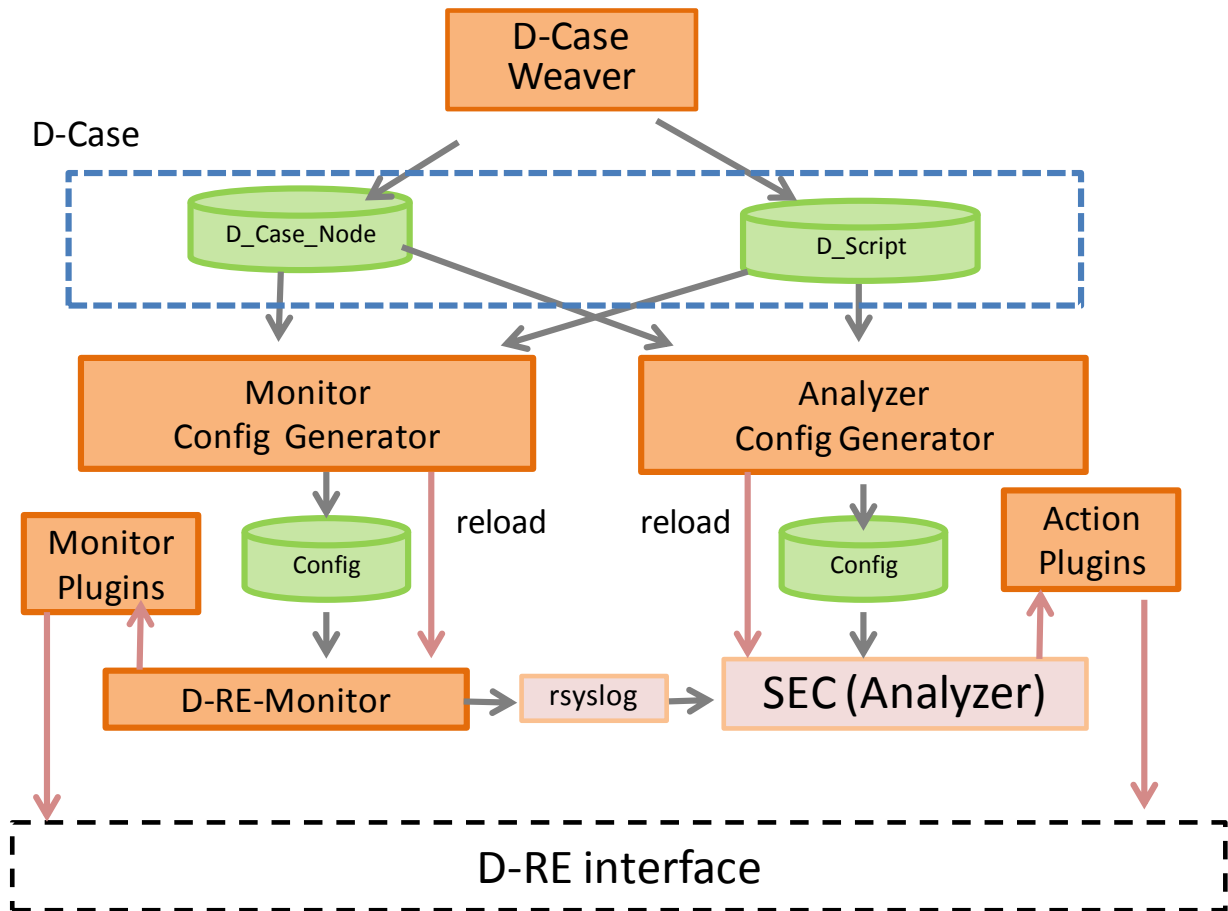 D-Case
Weaver
D-Case
D_Case_Node
D_Script
Monitor
Config Generator
Analyzer
Config Generator
reload
reload
Monitor
Plugins
Config
Config
Action
Plugins
D-RE-Monitor
rsyslog
SEC (Analyzer)
D-RE interface